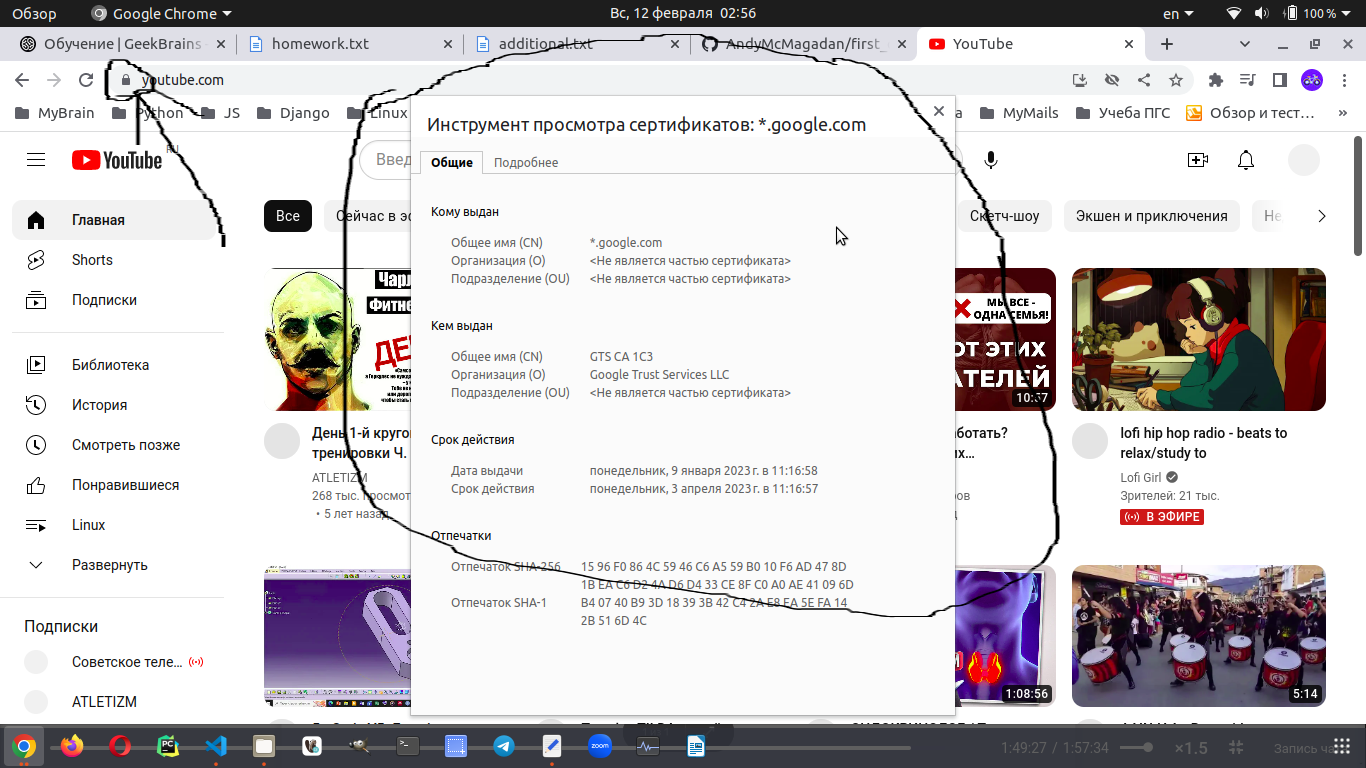 Обзор Google Chrome Вс, 12 февраля 02:56 en 100 %
Обучение | GeekBrains homework.txt additional.txt AndyMcMagadan/first_ YouTube
youtube.com
MyBrain Python JS Django Linux MyMails Учеба ПГС Обзор и тест… »
Инструмент просмотра сертификатов: *.google.com
YouTube RU
Общие Подробнее
Все Сейчас в эф Скетч-шоу Экшен и приключения Не
Главная
Shorts
Подписки
Библиотека
История
Смотреть позже
Понравившиеся
Linux
Развернуть
Подписки
Советское теле…
ATLETIZM
Кому выдан
Общее имя (CN) *.google.com
Организация (O) <Не является частью сертификата>
Подразделение (OU) <Не является частью сертификата>
Кем выдан
Общее имя (CN) GTS CA 1C3
Организация (O) Google Trust Services LLC
Подразделение (OU) <Не является частью сертификата>
Срок действия
Дата выдачи понедельник, 9 января 2023 г. в 11:16:58
Срок действия понедельник, 3 апреля 2023 г. в 11:16:57
Отпечатки
Отпечаток SHA-256 15 96 F0 86 4C 59 46 C6 A5 59 B0 10 F6 AD 47 8D
1B EA C6 D2 4A D6 D4 33 CE 8F C0 A0 AE 41 09 6D
Отпечаток SHA-1 B4 07 40 B9 3D 18 39 3B 42 C4 2A E8 EA 5E FA 14
2B 51 6D 4C
День 1-й круго
тренировки Ч.
ATLETIZM
268 тыс. просмот
• 5 лет назад
МЫ ВСЕ -
ОДНА СЕМЬЯ!
ОТ ЭТИХ
АТЕЛЕЙ
10:37
аботать?
lofi hip hop radio - beats to
relax/study to
Lofi Girl
Зрителей: 21 тыс.
В ЭФИРЕ
1:08:56
5:14
zoom
1:49:27 / 1:57:34 ×1.5